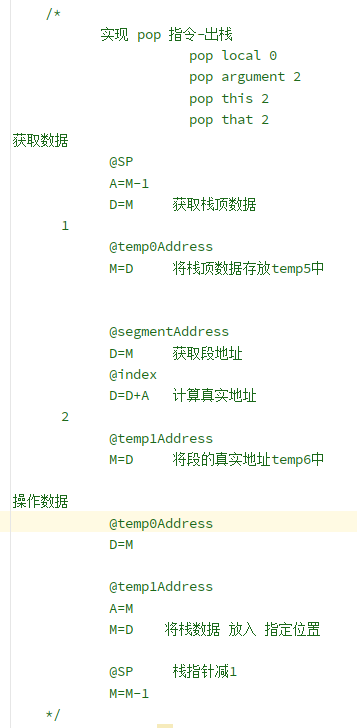 /*
实现 pop 指令-出栈
pop local 0
pop argument 2
pop this 2
pop that 2
获取数据
@SP
A=M-1
D=M 获取栈顶数据
1
@temp0Address
M=D 将栈顶数据存放temp5中
@segmentAddress
D=M 获取段地址
@index
D=D+A 计算真实地址
2
@temp1Address
M=D 将段的真实地址temp6中
操作数据
@temp0Address
D=M
@temp1Address
A=M
M=D 将栈数据 放入 指定位置
@SP 栈指针减1
M=M-1
*/